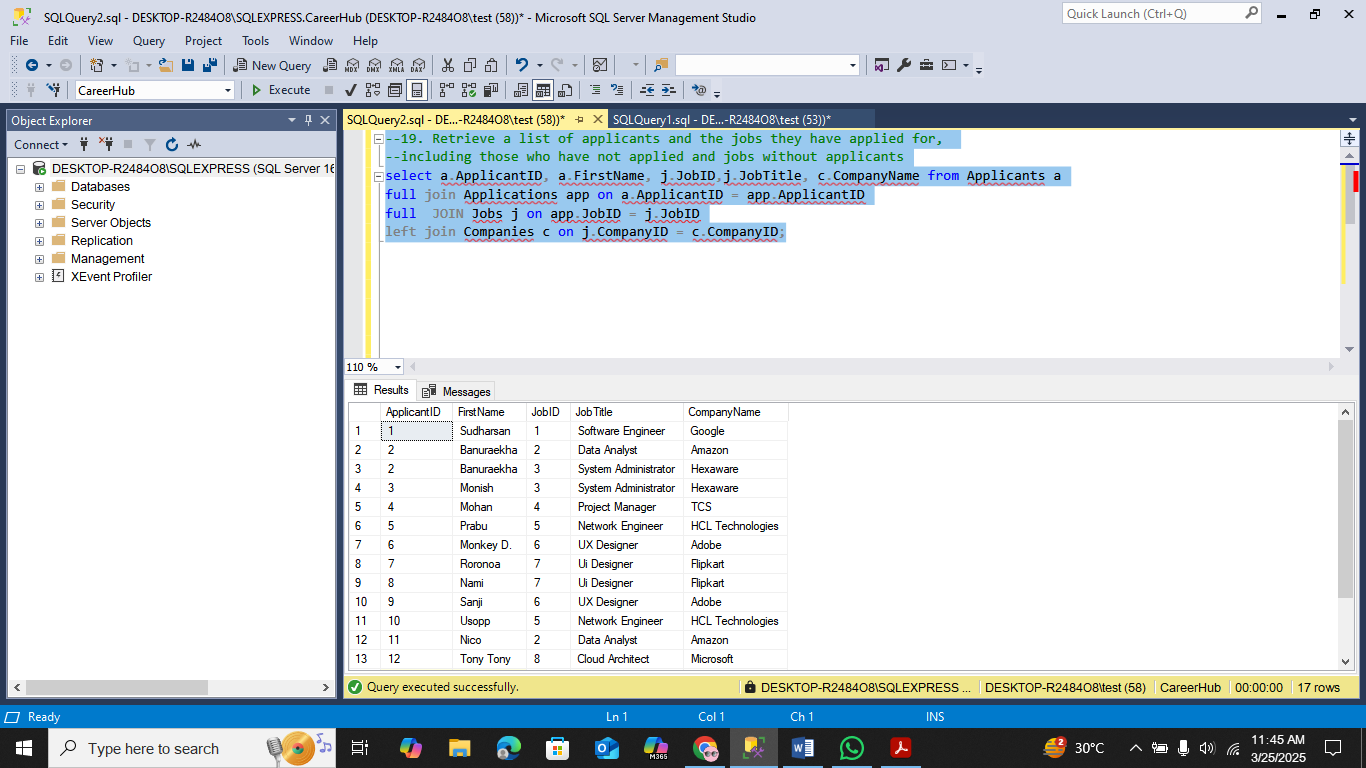 SQLQuery2.sql - DESKTOP-R2484O8\SQLEXPRESS.CareerHub (DESKTOP-R2484O8\test (58))* - Microsoft SQL Server Management Studio
Quick Launch (Ctrl+Q)
File Edit View Query Project Tools Window Help
New Query MDX DMX XMLA DAX
CareerHub Execute
Object Explorer
SQLQuery2.sql - DE...-R2484O8\test (58))* SQLQuery1.sql - DE...-R2484O8\test (53))*
Connect
DESKTOP-R2484O8\SQLEXPRESS (SQL Server 16
Databases
Security
Server Objects
Replication
Management
XEvent Profiler
--19. Retrieve a list of applicants and the jobs they have applied for,
--including those who have not applied and jobs without applicants
select a.ApplicantID, a.FirstName, j.JobID,j.JobTitle, c.CompanyName from Applicants a
full join Applications app on a.ApplicantID = app.ApplicantID
full  JOIN Jobs j on app.JobID = j.JobID
left join Companies c on j.CompanyID = c.CompanyID;
110 %
Results Messages
ApplicantID FirstName JobID JobTitle CompanyName
1 1 Sudharsan 1 Software Engineer Google
2 2 Banuraekha 2 Data Analyst Amazon
3 2 Banuraekha 3 System Administrator Hexaware
4 3 Monish 3 System Administrator Hexaware
5 4 Mohan 4 Project Manager TCS
6 5 Prabu 5 Network Engineer HCL Technologies
7 6 Monkey D. 6 UX Designer Adobe
8 7 Roronoa 7 Ui Designer Flipkart
9 8 Nami 7 Ui Designer Flipkart
10 9 Sanji 6 UX Designer Adobe
11 10 Usopp 5 Network Engineer HCL Technologies
12 11 Nico 2 Data Analyst Amazon
13 12 Tony Tony 8 Cloud Architect Microsoft
Query executed successfully. DESKTOP-R2484O8\SQLEXPRESS ... DESKTOP-R2484O8\test (58) CareerHub 00:00:00 17 rows
Ready Ln 1 Col 1 Ch 1 INS
Type here to search M365 30°C 11:45 AM
3/25/2025